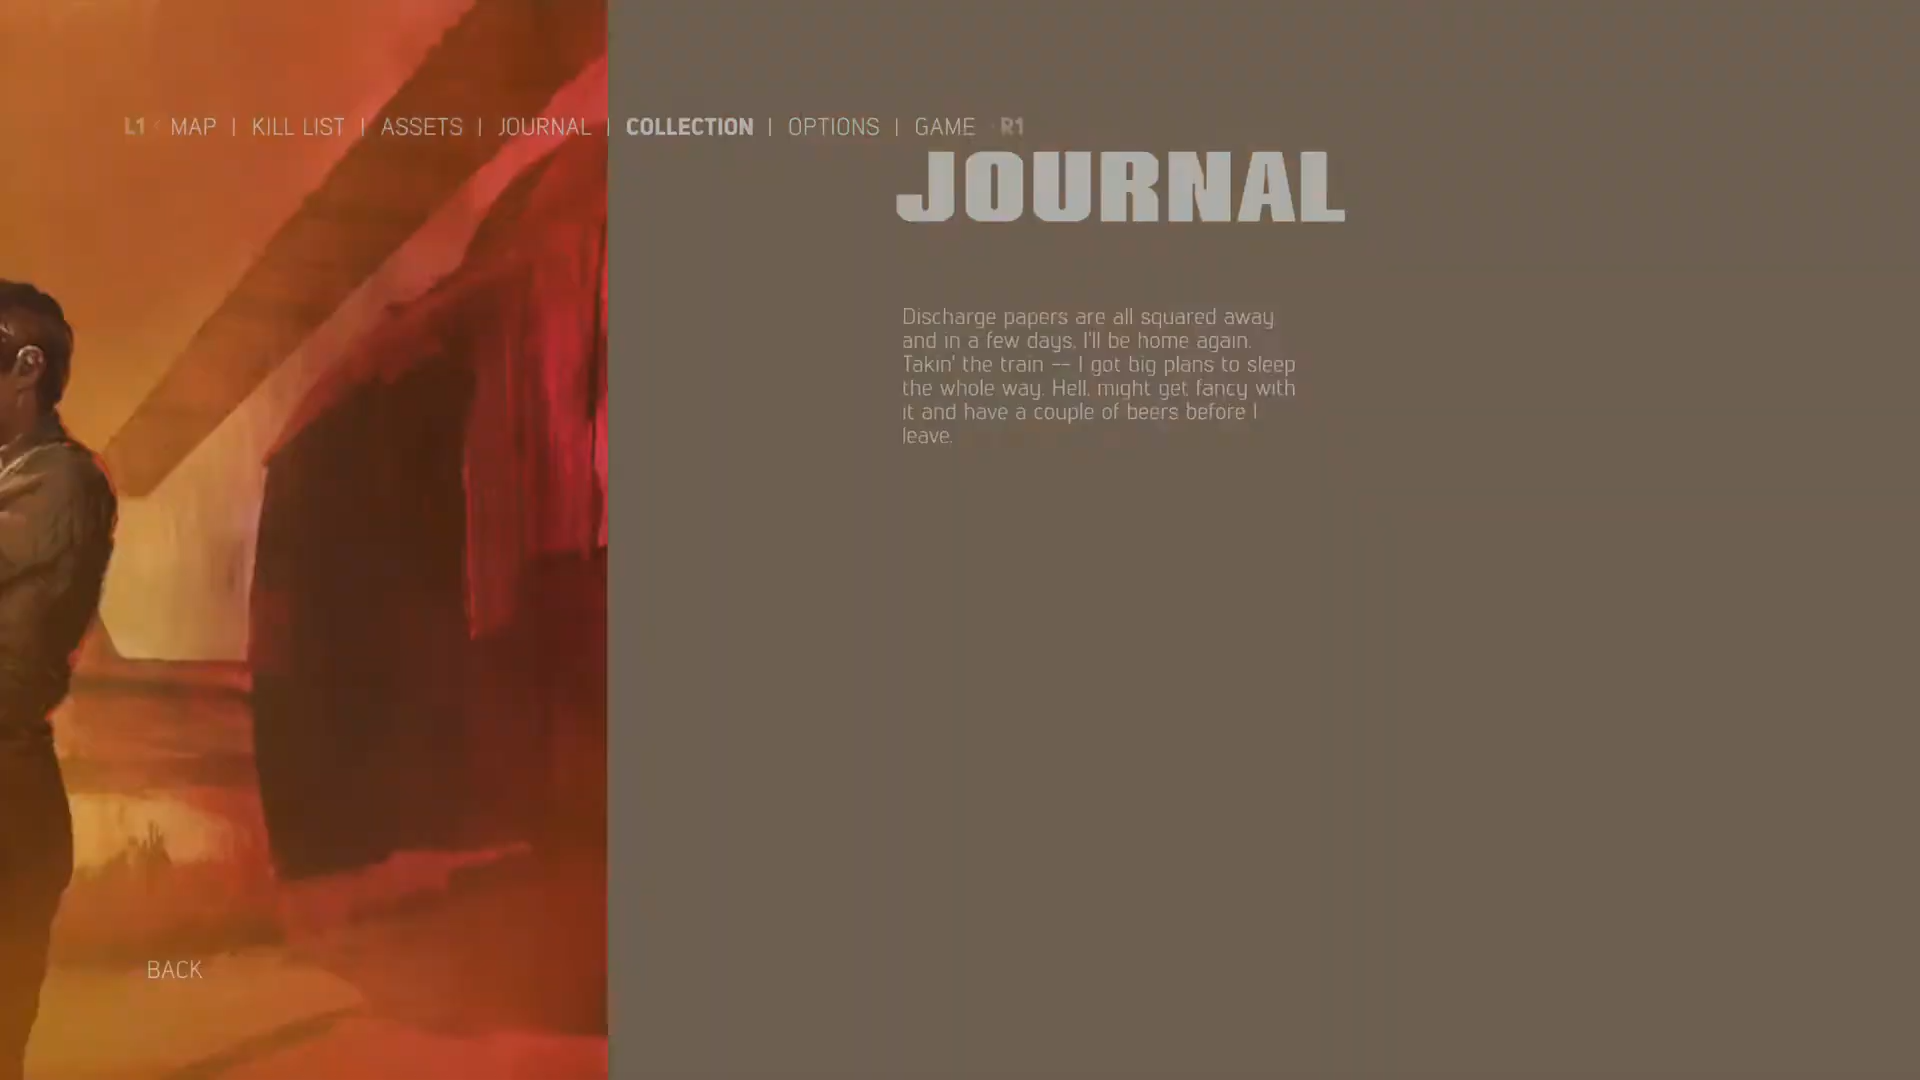 L1 MAP | KILL LIST | ASSETS | JOURNAL | COLLECTION | OPTIONS | GAME R1
JOURNAL
Discharge papers are all squared away
and in a few days, I'll be home again.
Takin' the train -- I got big plans to sleep
the whole way. Hell, might get fancy with
it and have a couple of beers before I
leave.
BACK